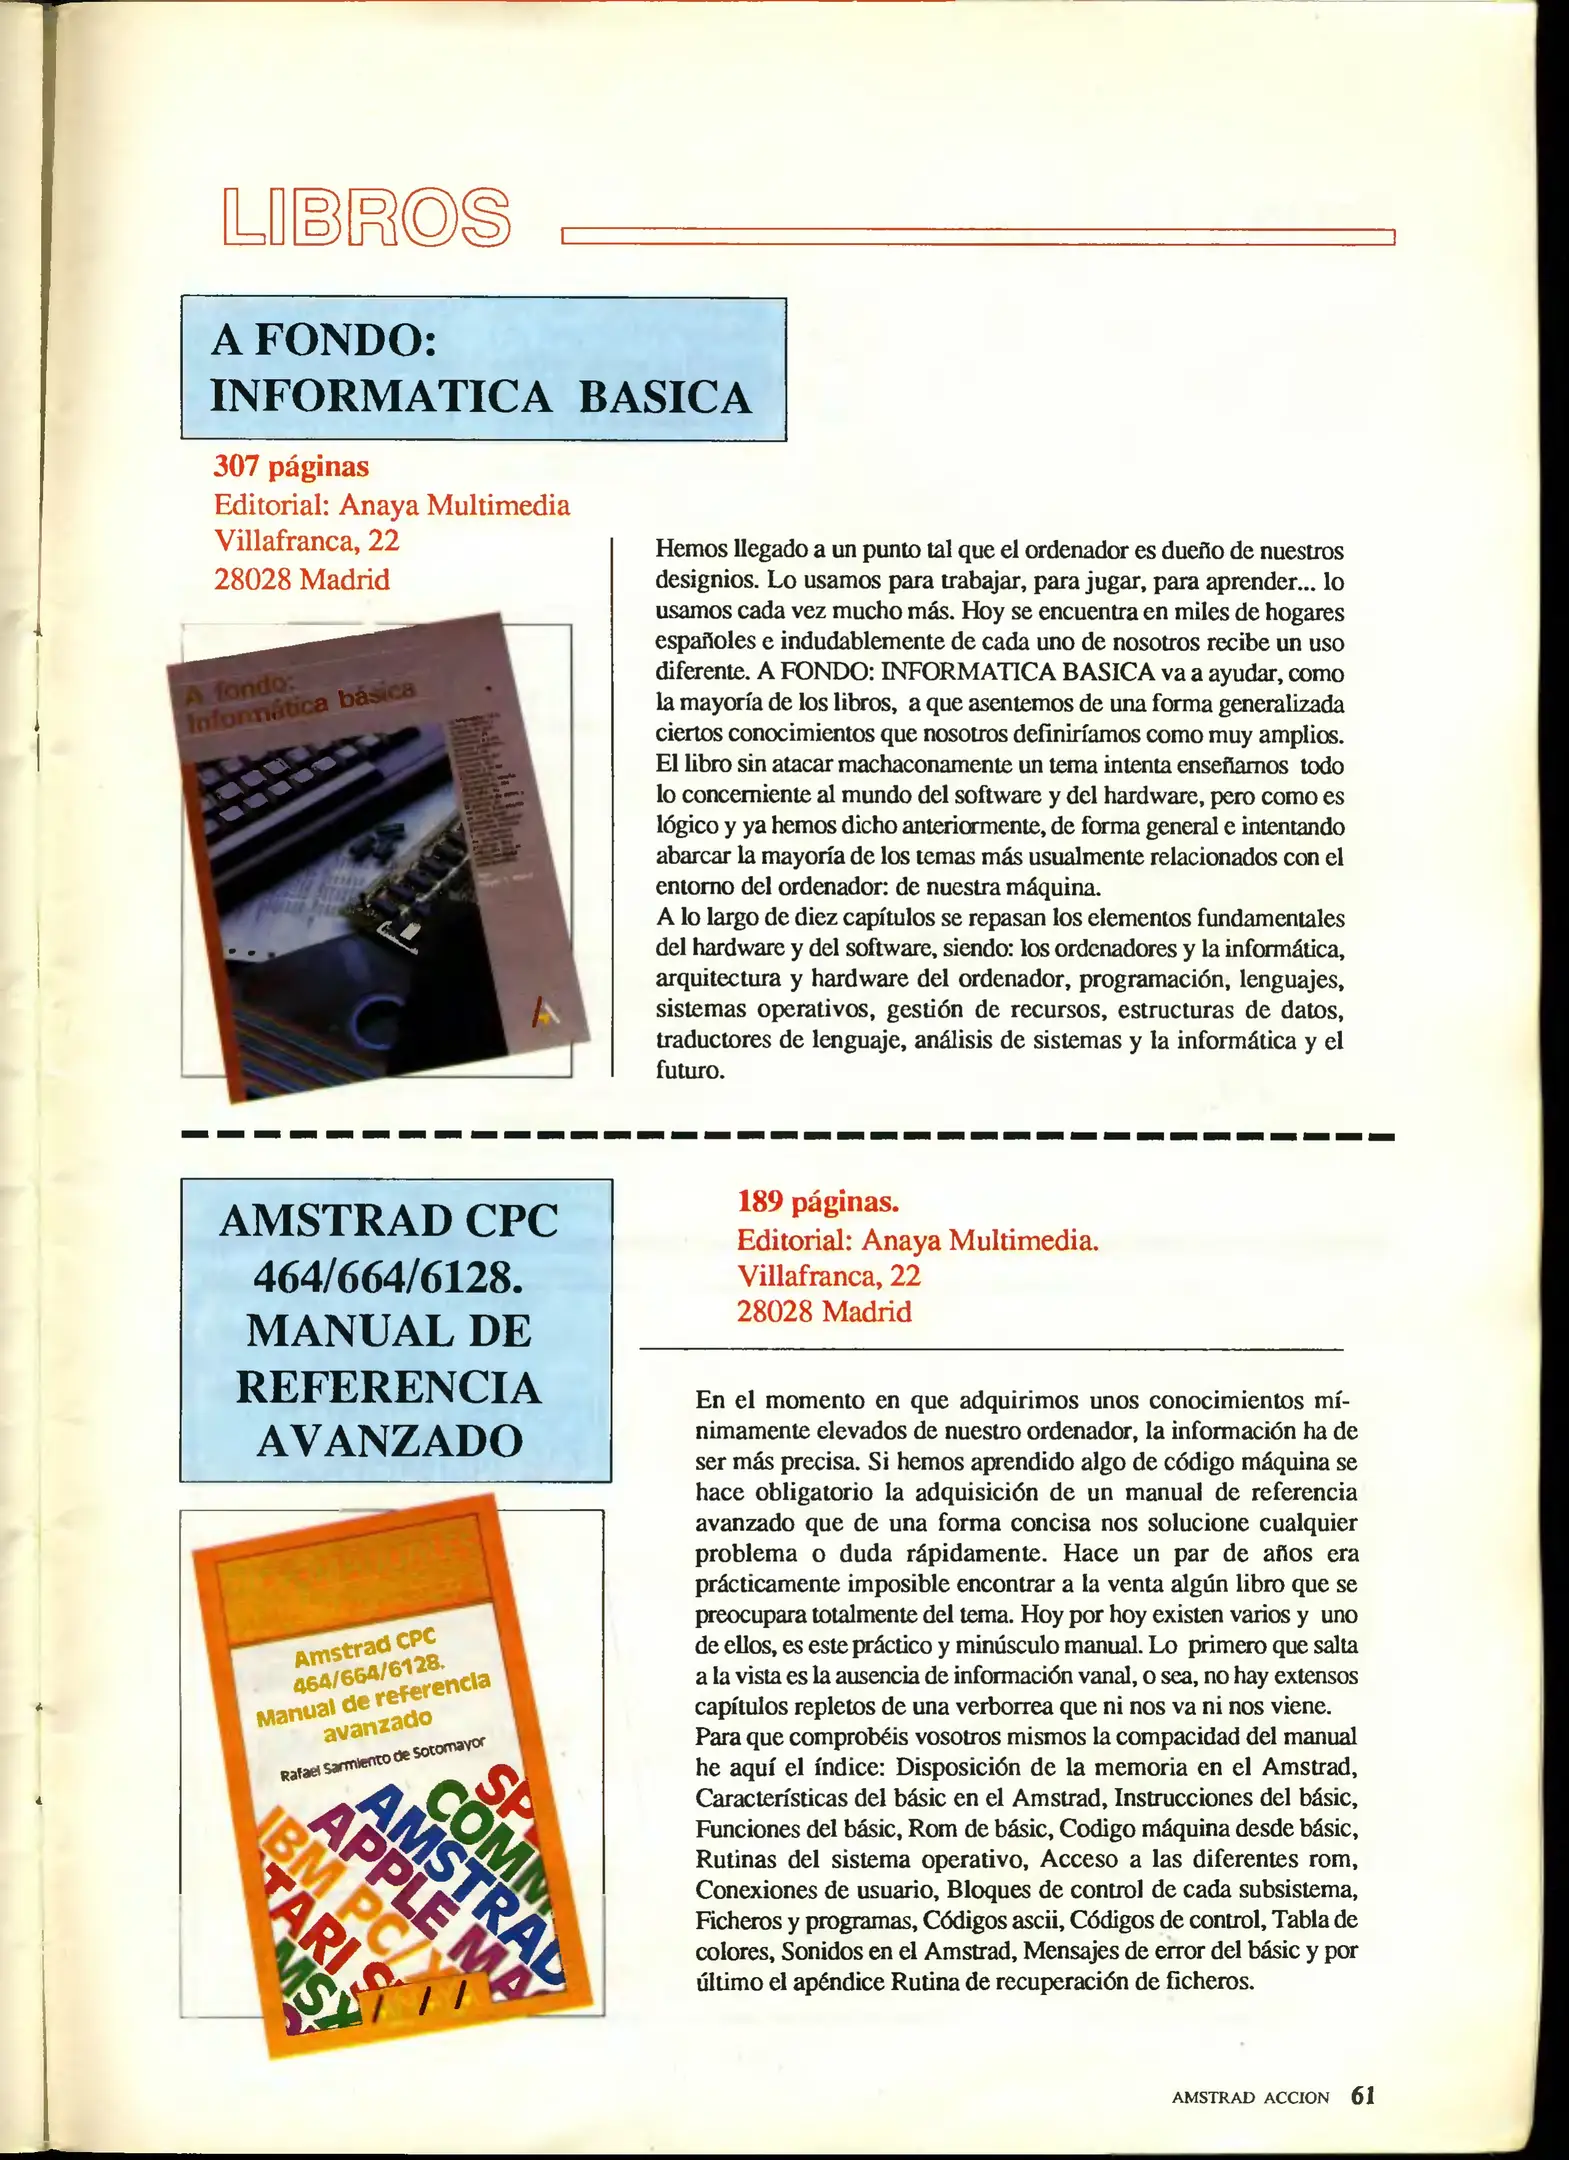 LIBROS
A FONDO:
INFORMATICA BASICA
307 páginas
Editorial: Anaya Multimedia
Villafranca, 22
28028 Madrid
A fondo:
Informática básica
Hemos llegado a un punto tal que el ordenador es dueño de nuestros
designios. Lo usamos para trabajar, para jugar, para aprender... lo
usamos cada vez mucho más. Hoy se encuentra en miles de hogares
españoles e indudablemente de cada uno de nosotros recibe un uso
diferente. A FONDO: INFORMATICA BASICA va a ayudar, como
la mayoría de los libros, a que asentemos de una forma generalizada
ciertos conocimientos que nosotros definiríamos como muy amplios.
El libro sin atacar machaconamente un tema intenta enseñarnos todo
lo concerniente al mundo del software y del hardware, pero como es
lógico y ya hemos dicho anteriormente, de forma general e intentando
abarcar la mayoría de los temas más usualmente relacionados con el
entorno del ordenador: de nuestra máquina.
A lo largo de diez capítulos se repasan los elementos fundamentales
del hardware y del software, siendo: los ordenadores y la informática,
arquitectura y hardware del ordenador, programación, lenguajes,
sistemas operativos, gestión de recursos, estructuras de datos,
traductores de lenguaje, análisis de sistemas y la informática y el
futuro.
AMSTRAD CPC
464/664/6128.
MANUAL DE
REFERENCIA
AVANZADO
189 páginas.
Editorial: Anaya Multimedia.
Villafranca, 22
28028 Madrid
Amstrad CPC
464/664/6128.
Manual de referencia
avanzado
Rafael Sarmiento de Sotomayor
SP
COMM
AMSTRAD
APPLE MA
IBM PC/X
TARI S
MSX
En el momento en que adquirimos unos conocimientos mí-
nimamente elevados de nuestro ordenador, la información ha de
ser más precisa. Si hemos aprendido algo de código máquina se
hace obligatorio la adquisición de un manual de referencia
avanzado que de una forma concisa nos solucione cualquier
problema o duda rápidamente. Hace un par de años era
prácticamente imposible encontrar a la venta algún libro que se
preocupara totalmente del tema. Hoy por hoy existen varios y uno
de ellos, es este práctico y minúsculo manual. Lo primero que salta
a la vista es la ausencia de información vanal, o sea, no hay extensos
capítulos repletos de una verborrea que ni nos va ni nos viene.
Para que comprobéis vosotros mismos la compacidad del manual
he aquí el índice: Disposición de la memoria en el Amstrad,
Características del básic en el Amstrad, Instrucciones del básic,
Funciones del básic, Rom de básic, Codigo máquina desde básic,
Rutinas del sistema operativo, Acceso a las diferentes rom,
Conexiones de usuario, Bloques de control de cada subsistema,
Ficheros y programas, Códigos ascii, Códigos de control, Tabla de
colores, Sonidos en el Amstrad, Mensajes de error del básic y por
último el apéndice Rutina de recuperación de ficheros.
AMSTRAD ACCION 61